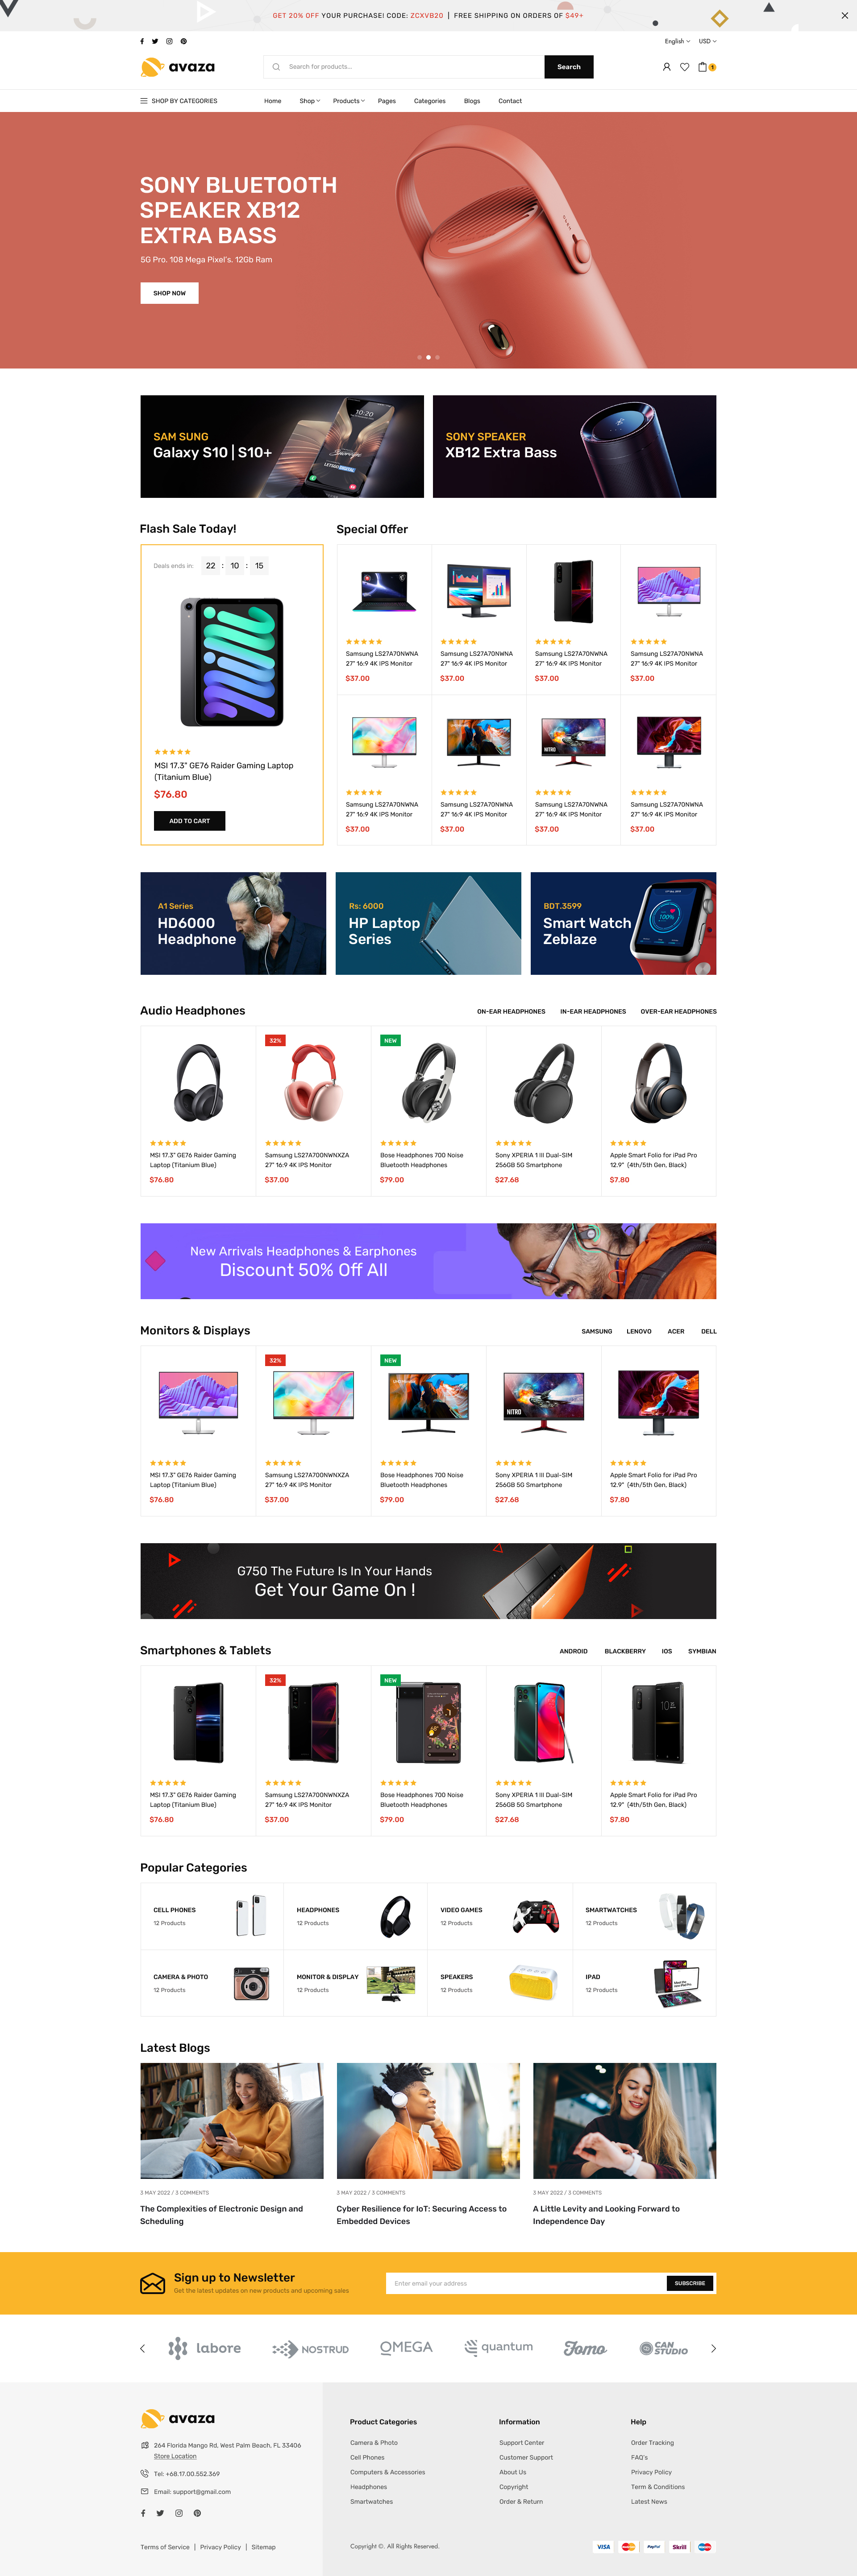 GET 20% OFF YOUR PURCHASE! CODE: ZCXVB20 | FREE SHIPPING ON ORDERS OF $49+
English USD
avaza
Search for products...
Search
1
SHOP BY CATEGORIES
Home Shop Products Pages Categories Blogs Contact
SONY BLUETOOTH
SPEAKER XB12
EXTRA BASS
5G Pro. 108 Mega Pixel's. 12Gb Ram
SHOP NOW
SAM SUNG
Galaxy S10 | S10+
SONY SPEAKER
XB12 Extra Bass
Flash Sale Today!
Deals ends in: 22 : 10 : 15
MSI 17.3" GE76 Raider Gaming Laptop
(Titanium Blue)
$76.80
ADD TO CART
Special Offer
Samsung LS27A70NWNA
27" 16:9 4K IPS Monitor
$37.00
Samsung LS27A70NWNA
27" 16:9 4K IPS Monitor
$37.00
Samsung LS27A70NWNA
27" 16:9 4K IPS Monitor
$37.00
Samsung LS27A70NWNA
27" 16:9 4K IPS Monitor
$37.00
Samsung LS27A70NWNA
27" 16:9 4K IPS Monitor
$37.00
Samsung LS27A70NWNA
27" 16:9 4K IPS Monitor
$37.00
NITRO
Samsung LS27A70NWNA
27" 16:9 4K IPS Monitor
$37.00
Samsung LS27A70NWNA
27" 16:9 4K IPS Monitor
$37.00
A1 Series
HD6000
Headphone
Rs: 6000
HP Laptop
Series
BDT.3599
Smart Watch
Zeblaze
100%
Audio Headphones
ON-EAR HEADPHONES IN-EAR HEADPHONES OVER-EAR HEADPHONES
MSI 17.3" GE76 Raider Gaming
Laptop (Titanium Blue)
$76.80
32%
Samsung LS27A700NWNXZA
27" 16:9 4K IPS Monitor
$37.00
NEW
Bose Headphones 700 Noise
Bluetooth Headphones
$79.00
Sony XPERIA 1 III Dual-SIM
256GB 5G Smartphone
$27.68
Apple Smart Folio for iPad Pro
12.9" (4th/5th Gen, Black)
$7.80
New Arrivals Headphones & Earphones
Discount 50% Off All
Monitors & Displays
SAMSUNG LENOVO ACER DELL
MSI 17.3" GE76 Raider Gaming
Laptop (Titanium Blue)
$76.80
32%
Samsung LS27A700NWNXZA
27" 16:9 4K IPS Monitor
$37.00
NEW
Bose Headphones 700 Noise
Bluetooth Headphones
$79.00
NITRO
Sony XPERIA 1 III Dual-SIM
256GB 5G Smartphone
$27.68
Apple Smart Folio for iPad Pro
12.9" (4th/5th Gen, Black)
$7.80
G750 The Future Is In Your Hands
Get Your Game On !
Smartphones & Tablets
ANDROID BLACKBERRY IOS SYMBIAN
MSI 17.3" GE76 Raider Gaming
Laptop (Titanium Blue)
$76.80
32%
Samsung LS27A700NWNXZA
27" 16:9 4K IPS Monitor
$37.00
NEW
Bose Headphones 700 Noise
Bluetooth Headphones
$79.00
Sony XPERIA 1 III Dual-SIM
256GB 5G Smartphone
$27.68
Apple Smart Folio for iPad Pro
12.9" (4th/5th Gen, Black)
$7.80
Popular Categories
CELL PHONES
12 Products
HEADPHONES
12 Products
VIDEO GAMES
12 Products
SMARTWATCHES
12 Products
CAMERA & PHOTO
12 Products
MONITOR & DISPLAY
12 Products
SPEAKERS
12 Products
IPAD
12 Products
Latest Blogs
3 MAY 2022 / 3 COMMENTS
The Complexities of Electronic Design and
Scheduling
3 MAY 2022 / 3 COMMENTS
Cyber Resilience for IoT: Securing Access to
Embedded Devices
3 MAY 2022 / 3 COMMENTS
A Little Levity and Looking Forward to
Independence Day
Sign up to Newsletter
Get the latest updates on new products and upcoming sales
Enter email your address
SUBSCRIBE
labore NOSTRUD OMEGA quantum Fomo CAN STUDIO
avaza
264 Florida Mango Rd, West Palm Beach, FL 33406
Store Location
Tel: +68.17.00.552.369
Email: support@gmail.com
Terms of Service | Privacy Policy | Sitemap
Product Categories
Camera & Photo
Cell Phones
Computers & Accessories
Headphones
Smartwatches
Information
Support Center
Customer Support
About Us
Copyright
Order & Return
Help
Order Tracking
FAQ's
Privacy Policy
Term & Conditions
Latest News
Copyright ©. All Rights Reserved.
VISA PayPal Skrill